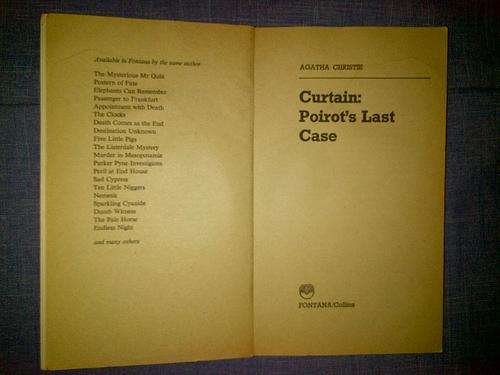 Available in Fontana by the same author
The Mysterious Mr Quin
Postern of Fate
Elephants Can Remember
Passenger to Frankfurt
Appointment with Death
The Clocks
Death Comes as the End
Destination Unknown
Five Little Pigs
The Listerdale Mystery
Murder in Mesopotamia
Parker Pyne Investigates
Peril at End House
Sad Cypress
Ten Little Niggers
Nemesis
Sparkling Cyanide
Dumb Witness
The Pale Horse
Endless Night
and many others
AGATHA CHRISTIE
Curtain:
Poirot's Last
Case
FONTANA/Collins